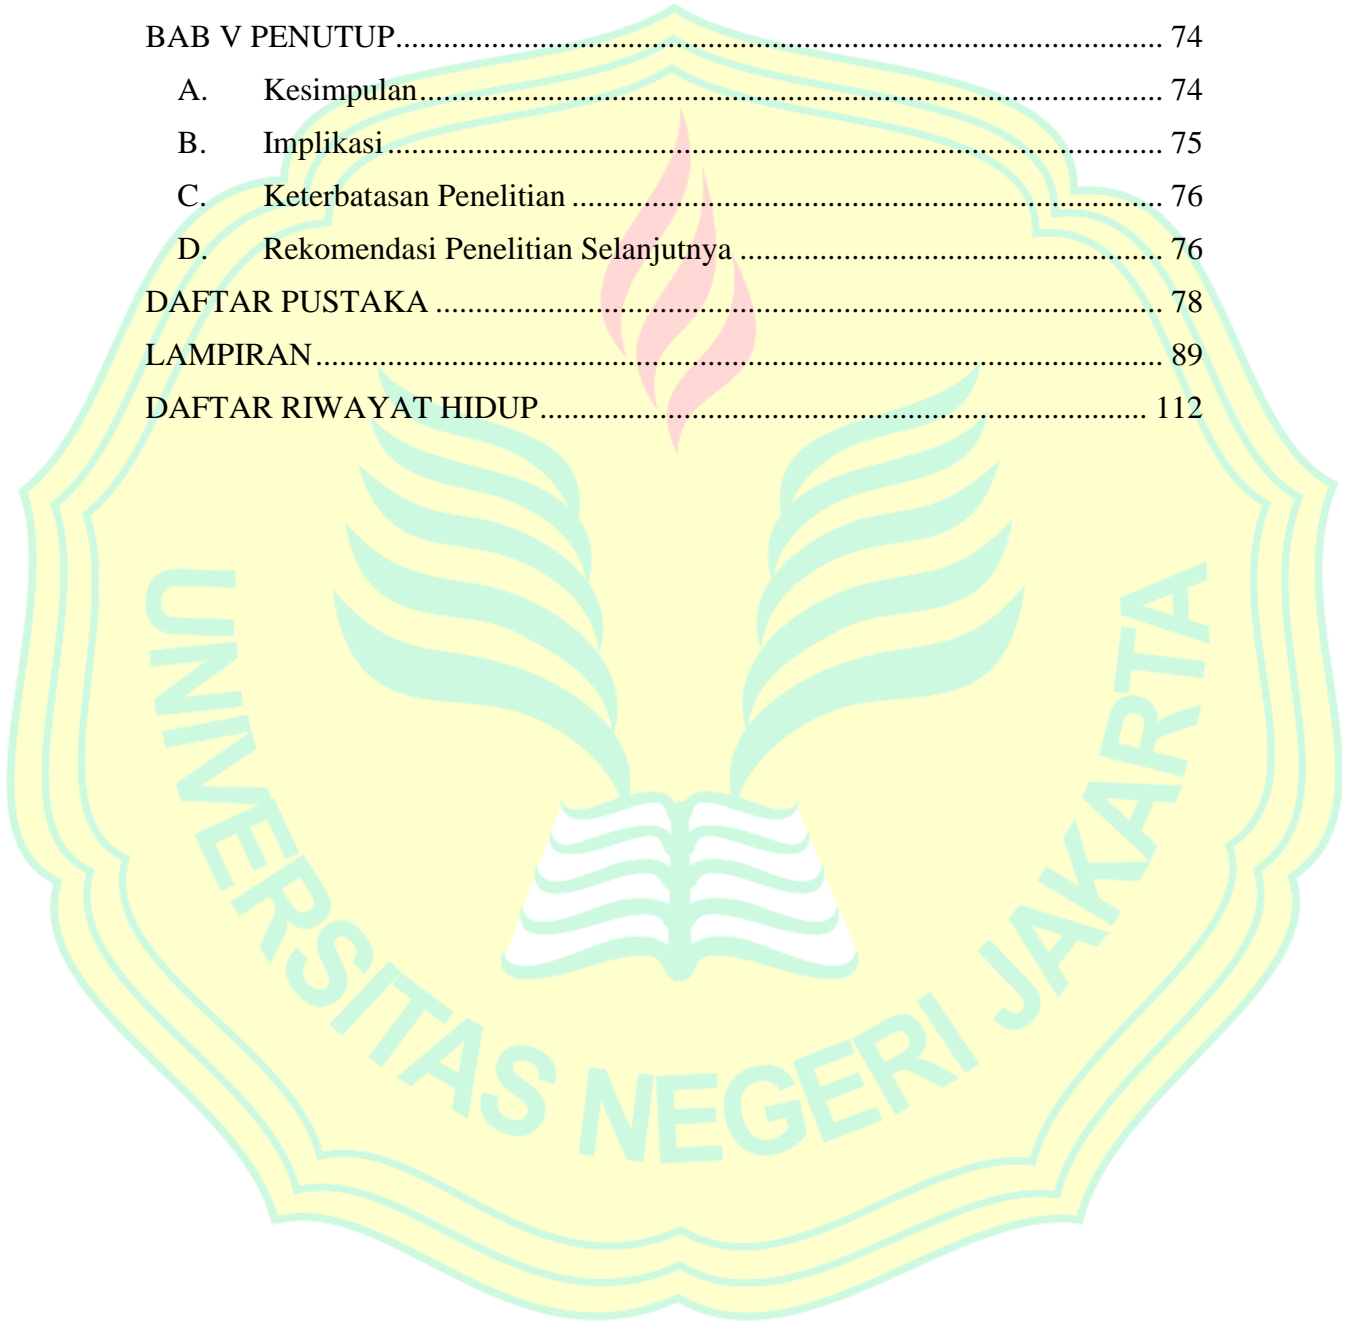 BAB V PENUTUP........................................................................................ 74
A. Kesimpulan........................................................................................ 74
B. Implikasi........................................................................................ 75
C. Keterbatasan Penelitian ........................................................................ 76
D. Rekomendasi Penelitian Selanjutnya .................................................... 76
DAFTAR PUSTAKA ........................................................................................ 78
LAMPIRAN........................................................................................ 89
DAFTAR RIWAYAT HIDUP........................................................................ 112
UNIVERSITAS NEGERI JAKARTA